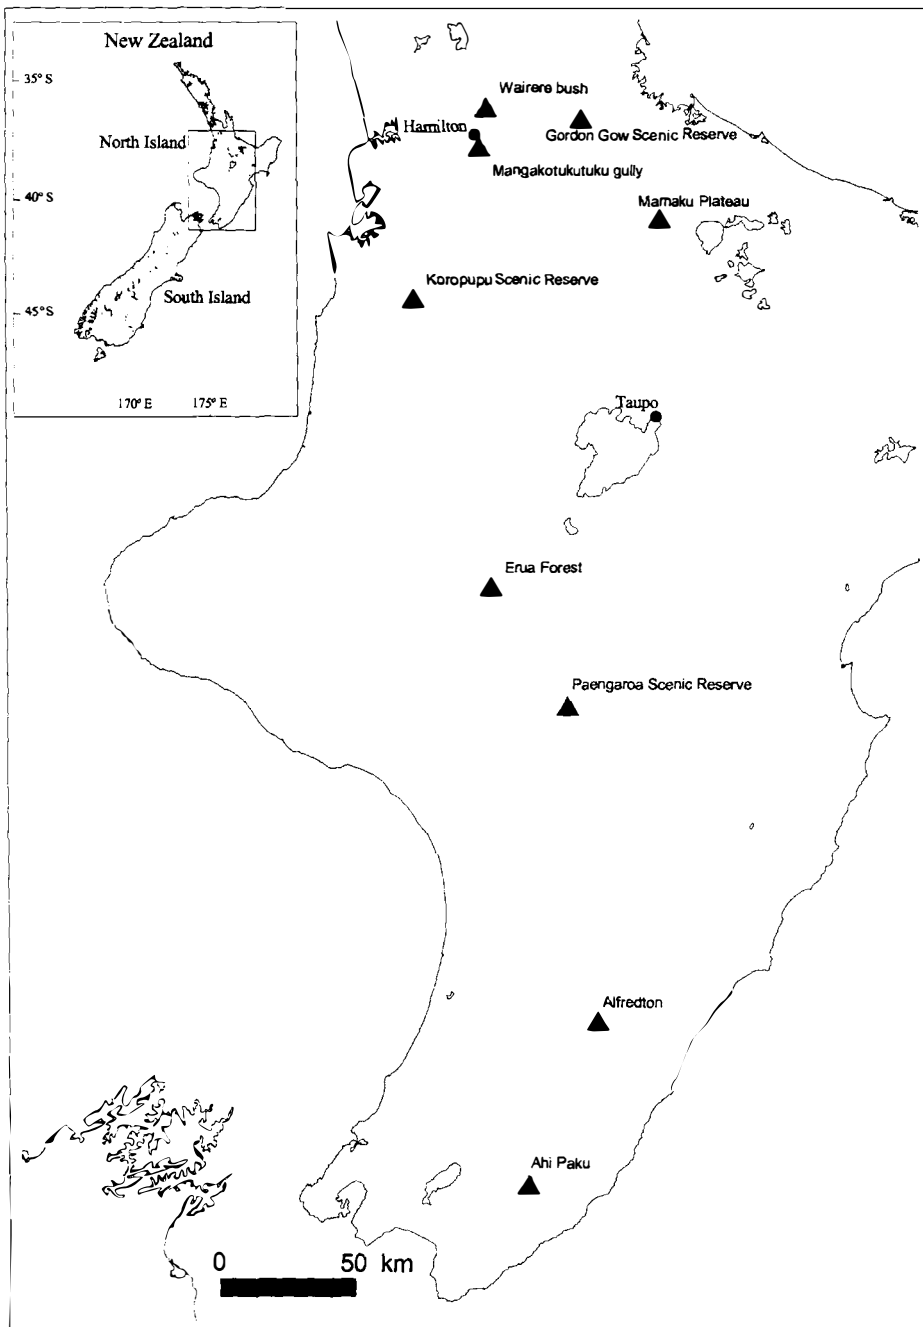 New Zealand
35° S
North Island
40° S
South Island
45°S
170° E 175° E
Wairere bush
Hamilton
Gordon Gow Scenic Reserve
Mangakotukutuku gully
Mamaku Plateau
Koropupu Scenic Reserve
Taupo
Erua Forest
Paengaroa Scenic Reserve
Alfredton
Ahi Paku
0 50 km